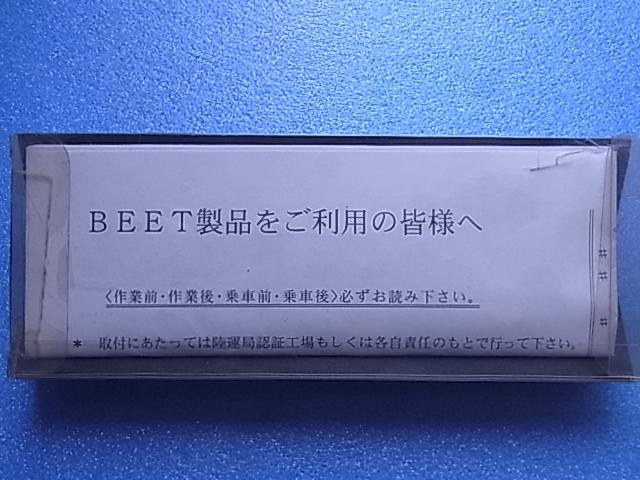 BEET製品をご利用の皆様へ
〈作業前・作業後・乗車前・乗車後〉必ずお読み下さい。
* 取付にあたっては陸運局認証工場もしくは各自責任のもとで行って下さい。